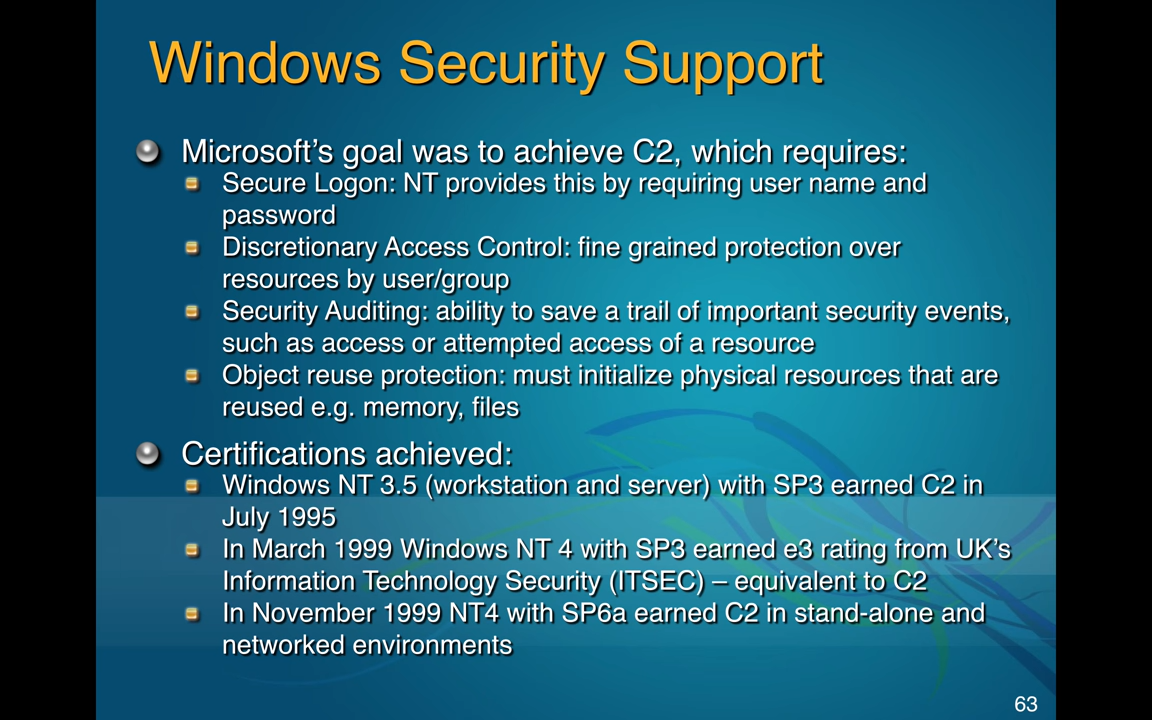 Windows Security Support
Microsoft’s goal was to achieve C2, which requires:
Secure Logon: NT provides this by requiring user name and
password
Discretionary Access Control: fine grained protection over
resources by user/group
Security Auditing: ability to save a trail of important security events,
such as access or attempted access of a resource
Object reuse protection: must initialize physical resources that are
reused e.g. memory, files
Certifications achieved:
Windows NT 3.5 (workstation and server) with SP3 earned C2 in
July 1995
In March 1999 Windows NT 4 with SP3 earned e3 rating from UK’s
Information Technology Security (ITSEC) – equivalent to C2
In November 1999 NT4 with SP6a earned C2 in stand-alone and
networked environments
63